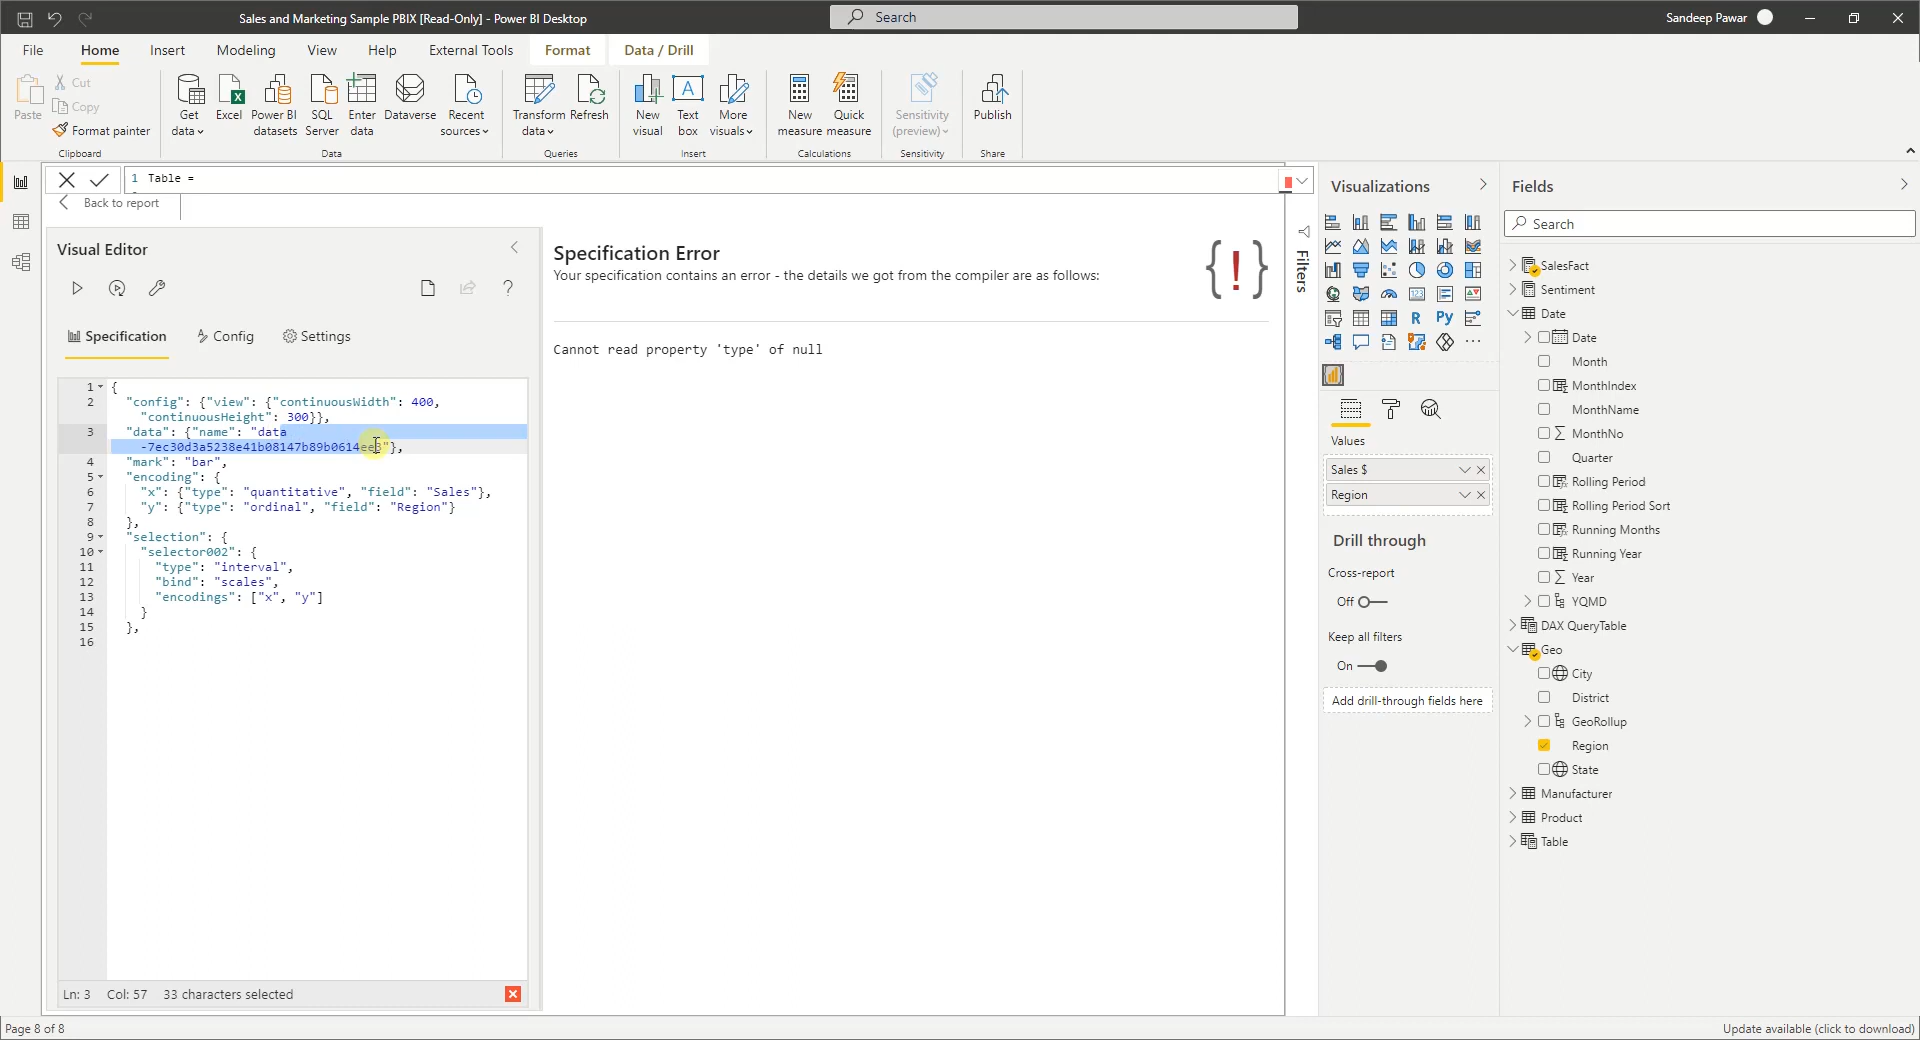 Sales and Marketing Sample PBIX [Read-Only] - Power BI Desktop
Search
Sandeep Pawar
File
Home
Insert
Modeling
View
Help
External Tools
Format
Data / Drill
Paste
Cut
Copy
Format painter
Clipboard
Get data
Excel
Power BI datasets
SQL Server
Enter data
Dataverse
Recent sources
Data
Transform data
Refresh
Queries
New visual
Text box
More visuals
Insert
New measure
Quick measure
Calculations
Sensitivity (preview)
Sensitivity
Publish
Share
1 Table =
Back to report
Visual Editor
Specification
Config
Settings
1 {
2 "config": {"view": {"continuousWidth": 400,
"continuousHeight": 300}},
3 "data": {"name": "data
-7ec30d3a5238e41b08147b89b0614ee3"},
4 "mark": "bar",
5 "encoding": {
6 "x": {"type": "quantitative", "field": "Sales"},
7 "y": {"type": "ordinal", "field": "Region"}
8 },
9 "selection": {
10 "selector002": {
11 "type": "interval",
12 "bind": "scales",
13 "encodings": ["x", "y"]
14 }
15 },
16
Ln: 3 Col: 57 33 characters selected
Specification Error
Your specification contains an error - the details we got from the compiler are as follows:
{!}
Cannot read property 'type' of null
Filters
Visualizations
R
Py
Values
Sales $
Region
Drill through
Cross-report
Off
Keep all filters
On
Add drill-through fields here
Fields
Search
SalesFact
Sentiment
Date
Date
Month
MonthIndex
MonthName
MonthNo
Quarter
Rolling Period
Rolling Period Sort
Running Months
Running Year
Year
YQMD
DAX QueryTable
Geo
City
District
GeoRollup
Region
State
Manufacturer
Product
Table
Page 8 of 8
Update available (click to download)